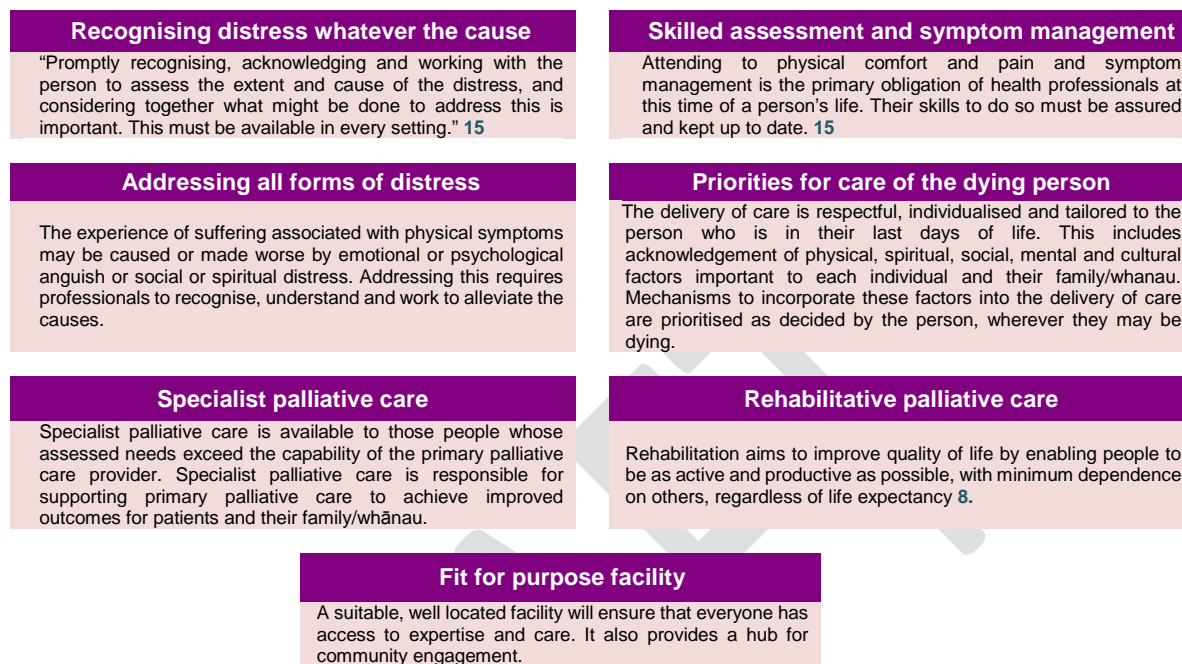 Recognising distress whatever the cause
“Promptly recognising, acknowledging and working with the
person to assess the extent and cause of the distress, and
considering together what might be done to address this is
important. This must be available in every setting.” 15
Skilled assessment and symptom management
Attending to physical comfort and pain and symptom
management is the primary obligation of health professionals at
this time of a person’s life. Their skills to do so must be assured
and kept up to date. 15
Addressing all forms of distress
The experience of suffering associated with physical symptoms
may be caused or made worse by emotional or psychological
anguish or social or spiritual distress. Addressing this requires
professionals to recognise, understand and work to alleviate the
causes.
Priorities for care of the dying person
The delivery of care is respectful, individualised and tailored to the
person who is in their last days of life. This includes
acknowledgement of physical, spiritual, social, mental and cultural
factors important to each individual and their family/whanau.
Mechanisms to incorporate these factors into the delivery of care
are prioritised as decided by the person, wherever they may be
dying.
Specialist palliative care
Specialist palliative care is available to those people whose
assessed needs exceed the capability of the primary palliative
care provider. Specialist palliative care is responsible for
supporting primary palliative care to achieve improved
outcomes for patients and their family/whānau.
Rehabilitative palliative care
Rehabilitation aims to improve quality of life by enabling people to
be as active and productive as possible, with minimum dependence
on others, regardless of life expectancy 8.
Fit for purpose facility
A suitable, well located facility will ensure that everyone has
access to expertise and care. It also provides a hub for
community engagement.